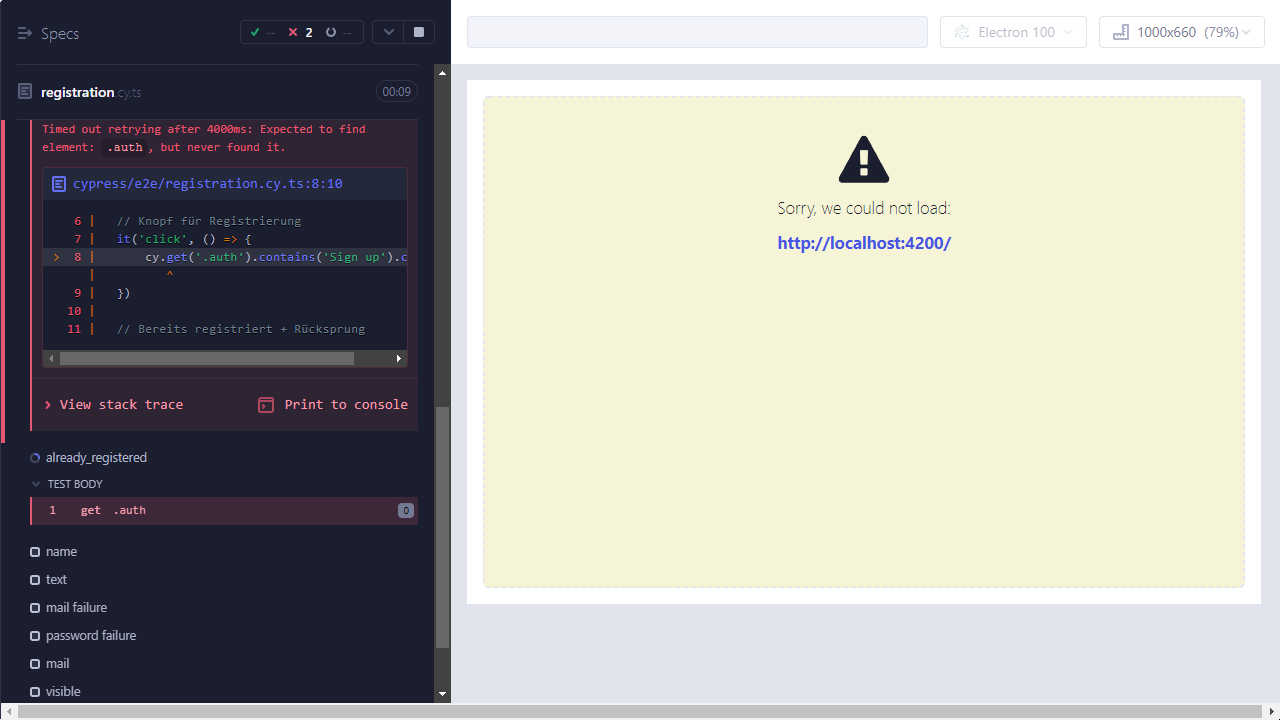 Specs
-- 2 --
registration.cy.ts
00:09
Timed out retrying after 4000ms: Expected to find
element: .auth, but never found it.
cypress/e2e/registration.cy.ts:8:10
6 | // Knopf für Registrierung
7 | it('click', () => {
> 8 | cy.get('.auth').contains('Sign up').c
| ^
9 | })
10 |
11 | // Bereits registriert + Rücksprung
View stack trace
Print to console
already_registered
TEST BODY
1 get .auth 0
name
text
mail failure
password failure
mail
visible
Electron 100
1000x660 (79%)
Sorry, we could not load:
http://localhost:4200/